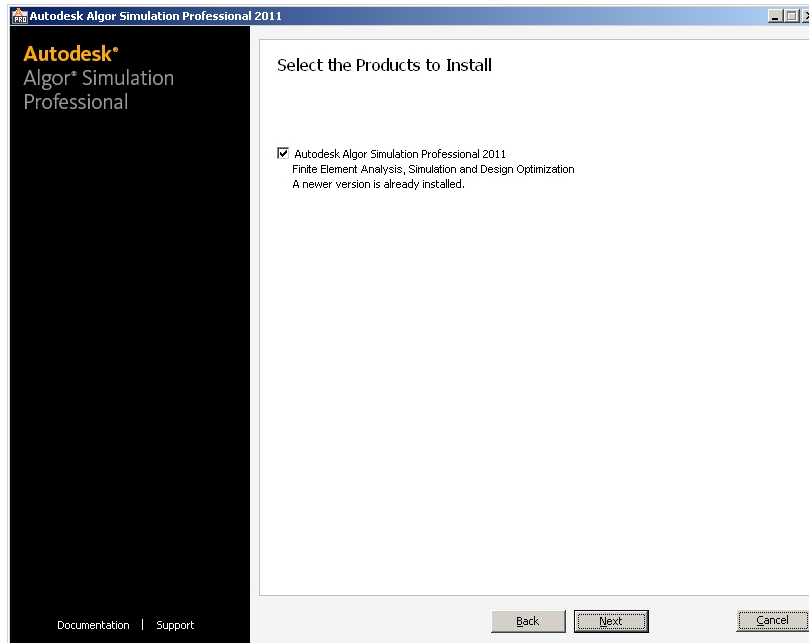 PRO Autodesk Algor Simulation Professional 2011
Autodesk®
Algor® Simulation
Professional
Select the Products to Install
Autodesk Algor Simulation Professional 2011
Finite Element Analysis, Simulation and Design Optimization
A newer version is already installed.
Documentation | Support
Back
Next
Cancel